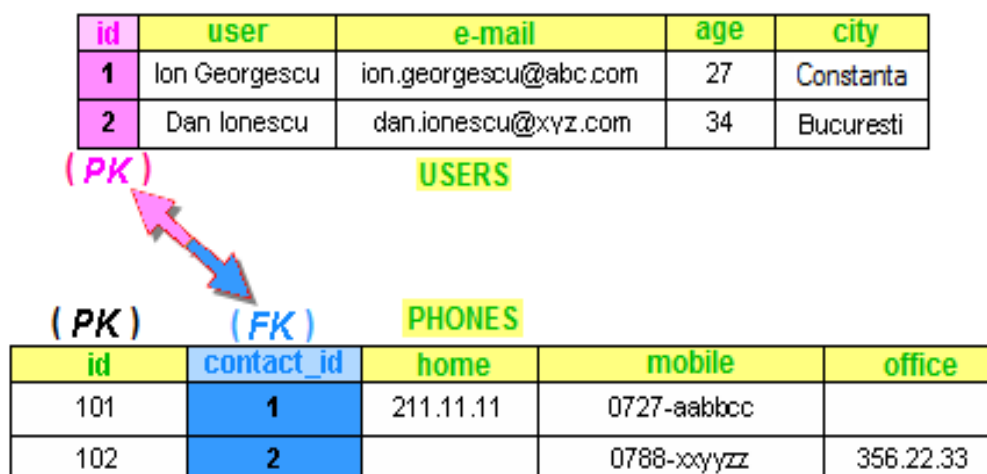 id user e-mail age city
1 Ion Georgescu ion.georgescu@abc.com 27 Constanta
2 Dan Ionescu dan.ionescu@xyz.com 34 Bucuresti
( PK ) USERS
( PK ) ( FK ) PHONES
id contact_id home mobile office
101 1 211.11.11 0727-aabbcc
102 2 0788-xxyyzz 356.22.33